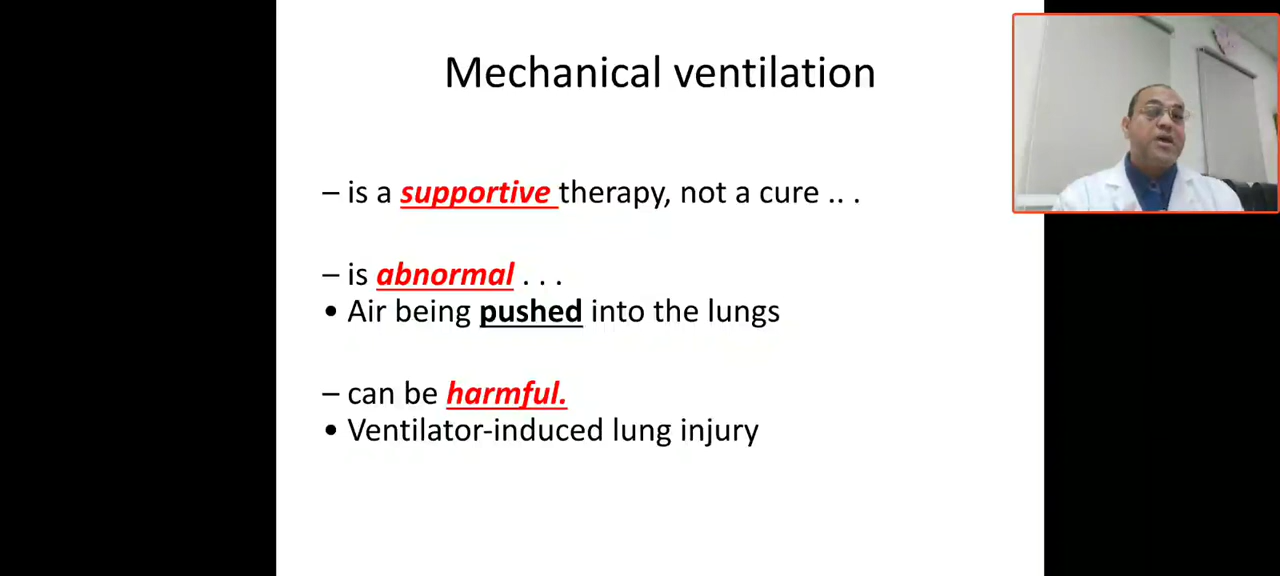 Mechanical ventilation
– is a supportive therapy, not a cure .. .
– is abnormal . . .
• Air being pushed into the lungs
– can be harmful.
• Ventilator-induced lung injury